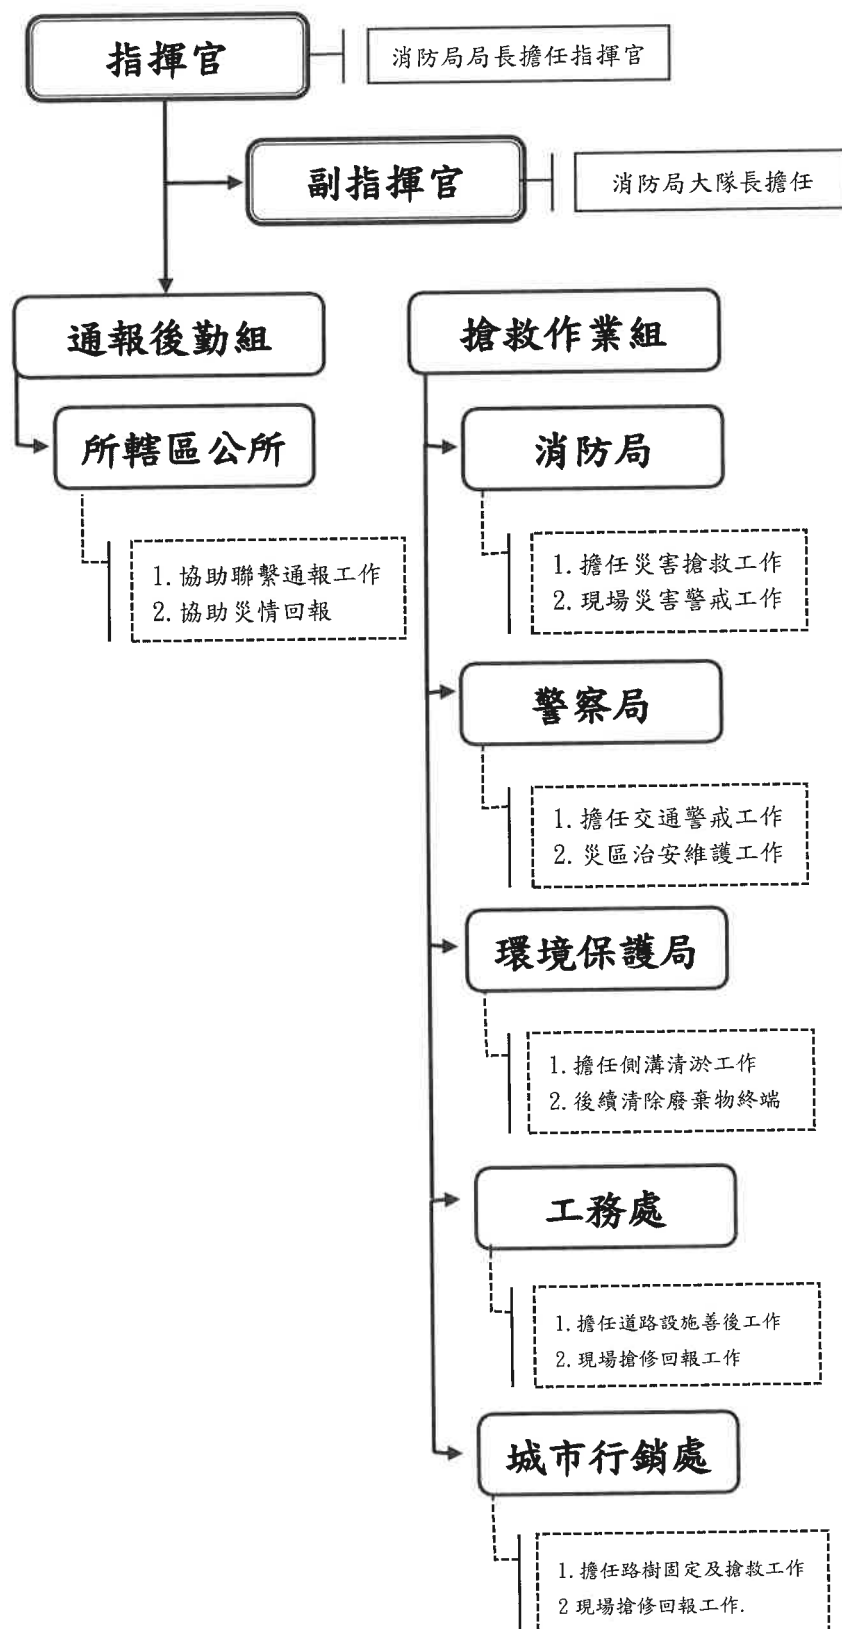 指揮官
消防局局長擔任指揮官
副指揮官
消防局大隊長擔任
通報後勤組
所轄區公所
1.協助聯繫通報工作
2.協助災情回報
搶救作業組
消防局
1.擔任災害搶救工作
2.現場災害警戒工作
警察局
1.擔任交通警戒工作
2.災區治安維護工作
環境保護局
1.擔任側溝清淤工作
2.後續清除廢棄物終端
工務處
1.擔任道路設施善後工作
2.現場搶修回報工作
城市行銷處
1.擔任路樹固定及搶救工作
2 現場搶修回報工作.